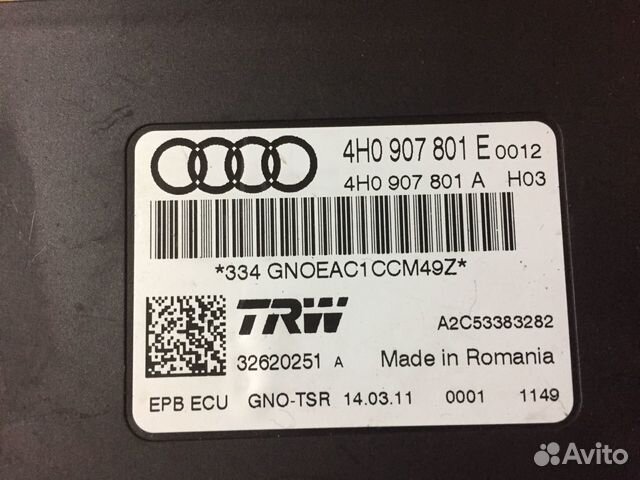 4H0 907 801 E 0012
4H0 907 801 A H03
*334 GNOEAC1CCM49Z*
TRW A2C53383282
32620251 A Made in Romania
EPB ECU GNO-TSR 14.03.11 0001 1149
Avito